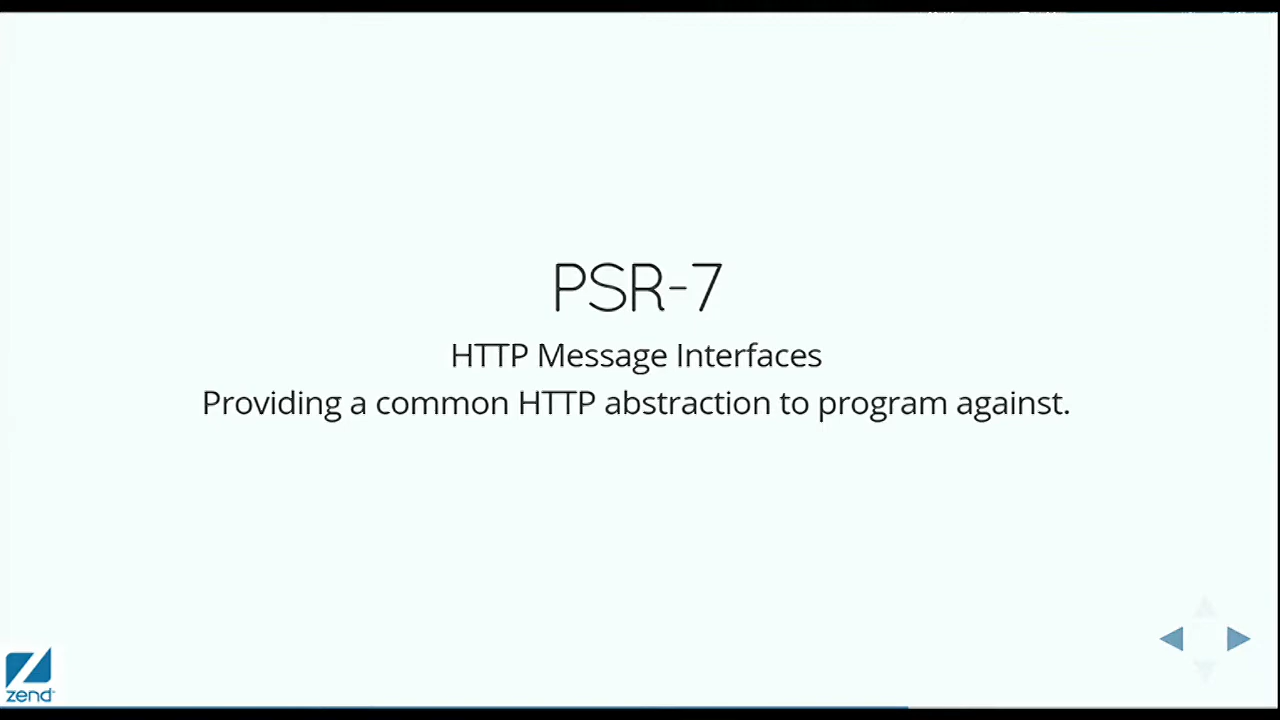 PSR-7
HTTP Message Interfaces
Providing a common HTTP abstraction to program against.
zend